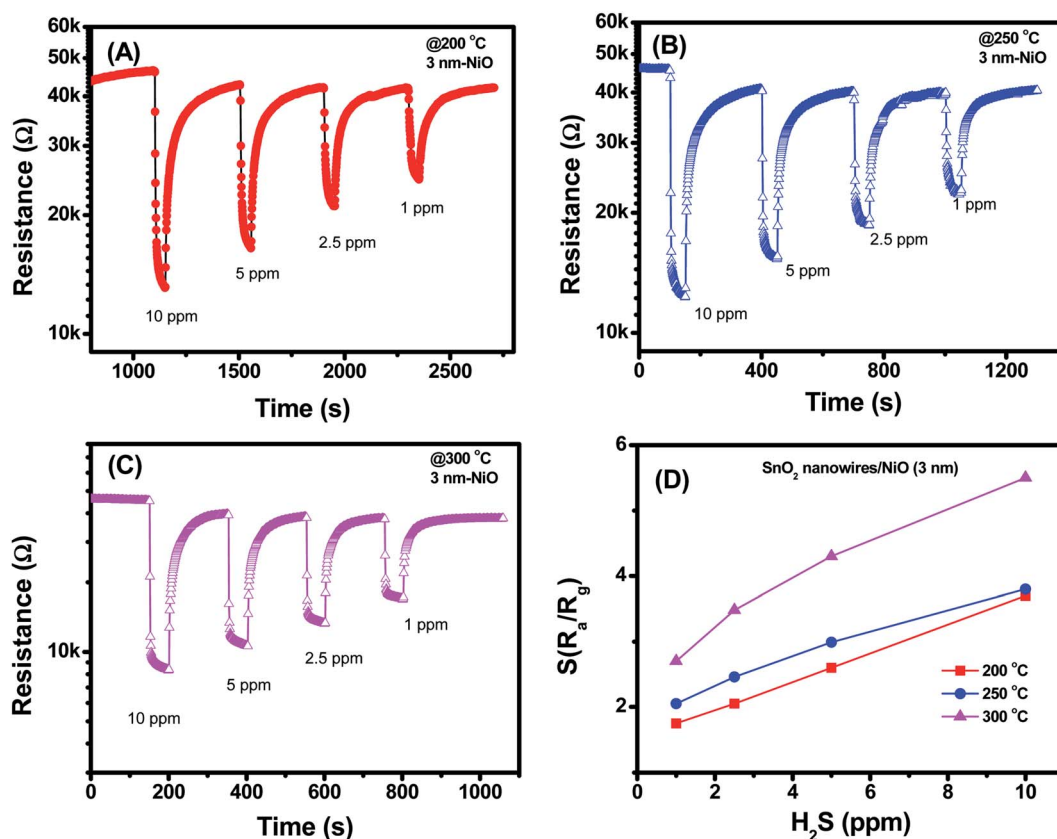 (A)
@200 °C
3 nm-NiO
60k
50k
40k
30k
20k
10k
Resistance (Ω)
10 ppm
5 ppm
2.5 ppm
1 ppm
1000 1500 2000 2500
Time (s)
(B)
@250 °C
3 nm-NiO
60k
50k
40k
30k
20k
10k
Resistance (Ω)
10 ppm
5 ppm
2.5 ppm
1 ppm
0 400 800 1200
Time (s)
(C)
@300 °C
3 nm-NiO
10k
Resistance (Ω)
10 ppm
5 ppm
2.5 ppm
1 ppm
0 200 400 600 800 1000
Time (s)
(D)
SnO₂ nanowires/NiO (3 nm)
6
4
2
S(Rₐ/R_g)
200 °C
250 °C
300 °C
0 2 4 6 8 10
H₂S (ppm)